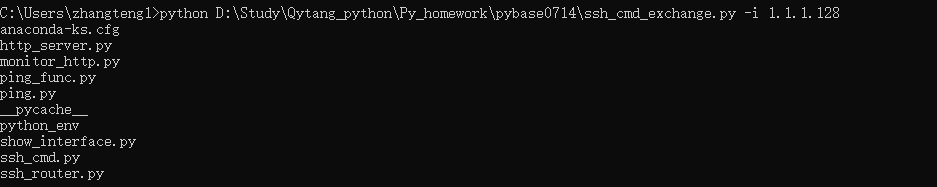 C:\Users\zhangteng1>python D:\Study\Qytang_python\Py_homework\pybase0714\ssh_cmd_exchange.py -i 1.1.1.128
anaconda-ks.cfg
http_server.py
monitor_http.py
ping_func.py
ping.py
__pycache__
python_env
show_interface.py
ssh_cmd.py
ssh_router.py